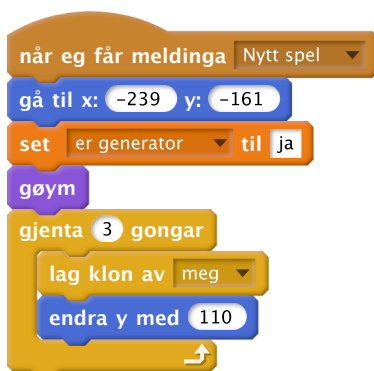 når eg får meldinga Nytt spel
gå til x: -239 y: -161
set er generator til ja
gøym
gjenta 3 gongar
lag klon av meg
endra y med 110